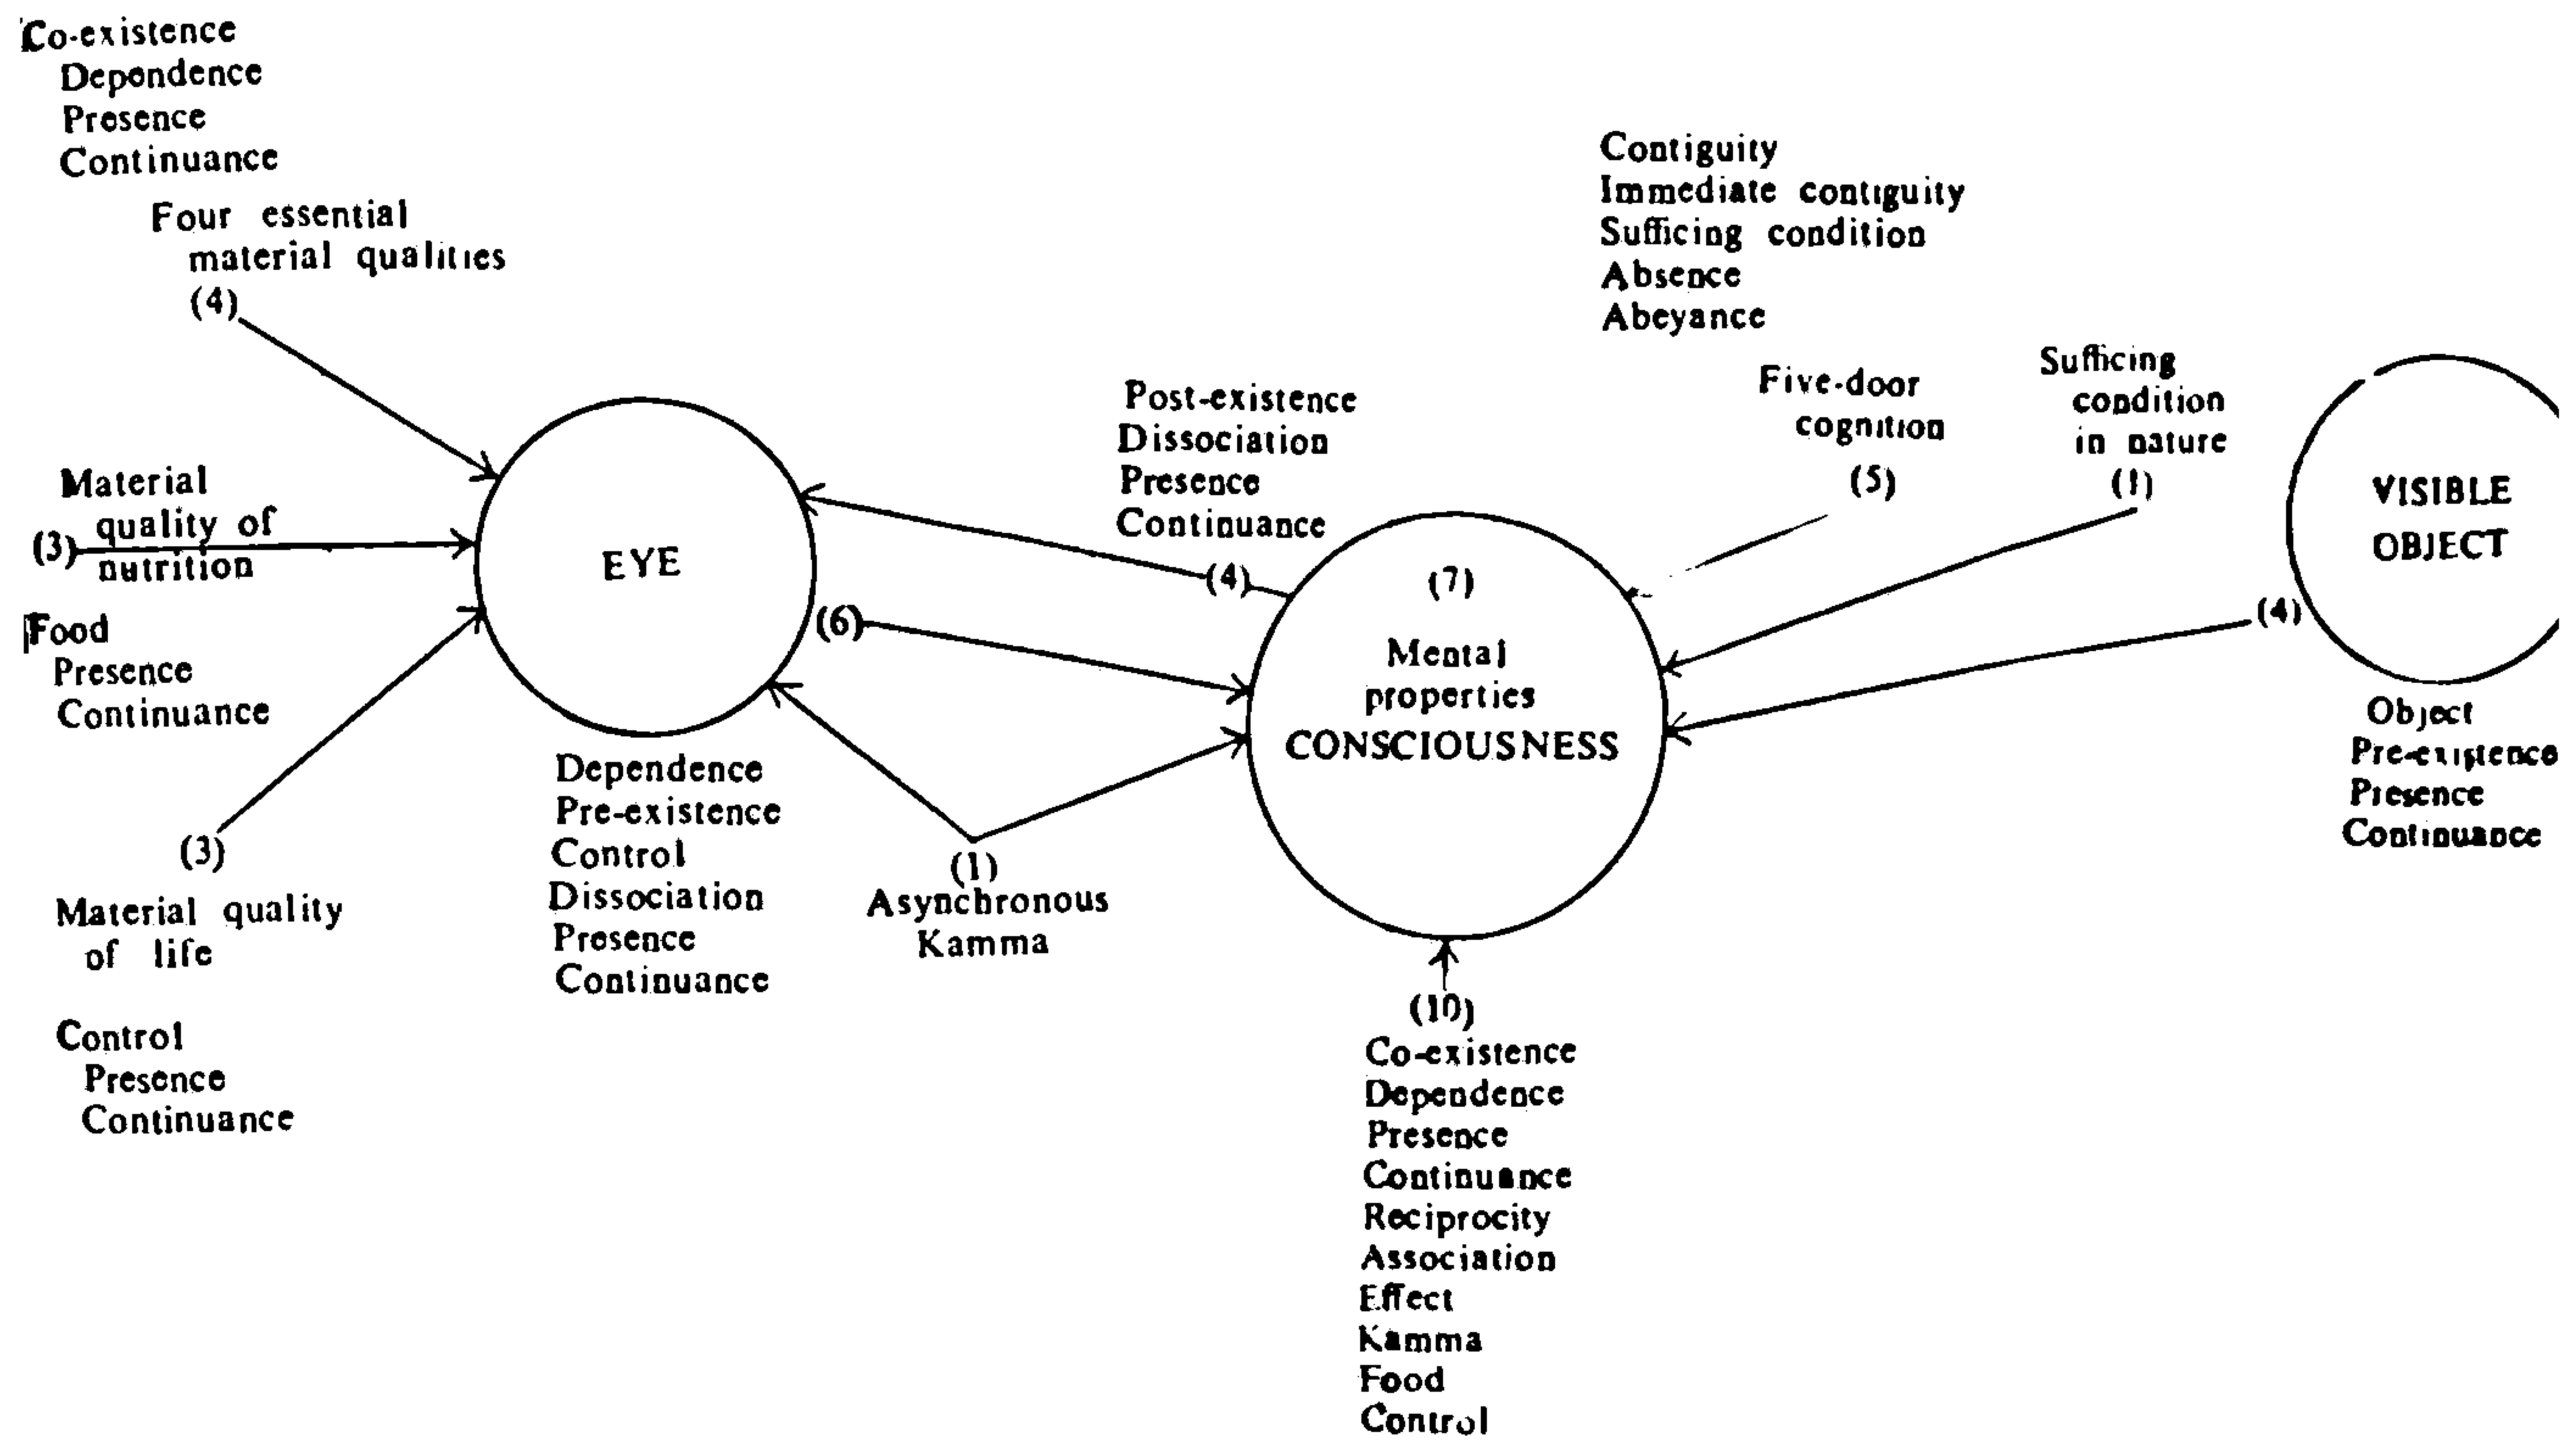 Co-existence
Dependence
Presence
Continuance
Four essential
material qualities
(4)
Material
quality of
(3)
nutrition
Food
Presence
Continuance
(3)
Material quality
of life
Control
Presence
Continuance
EYE
(6)
Dependence
Pre-existence
Control
Dissociation
Presence
Continuance
Post-existence
Dissociation
Presence
Continuance
(4)
(1)
Asynchronous
Kamma
(7)
Mental
properties
CONSCIOUSNESS
(10)
Co-existence
Dependence
Presence
Continuance
Reciprocity
Association
Effect
Kamma
Food
Control
Contiguity
Immediate contiguity
Sufficing condition
Absence
Abeyance
Five-door
cognition
(5)
Sufficing
condition
in nature
(1)
VISIBLE
OBJECT
(4)
Object
Pre-existence
Presence
Continuance